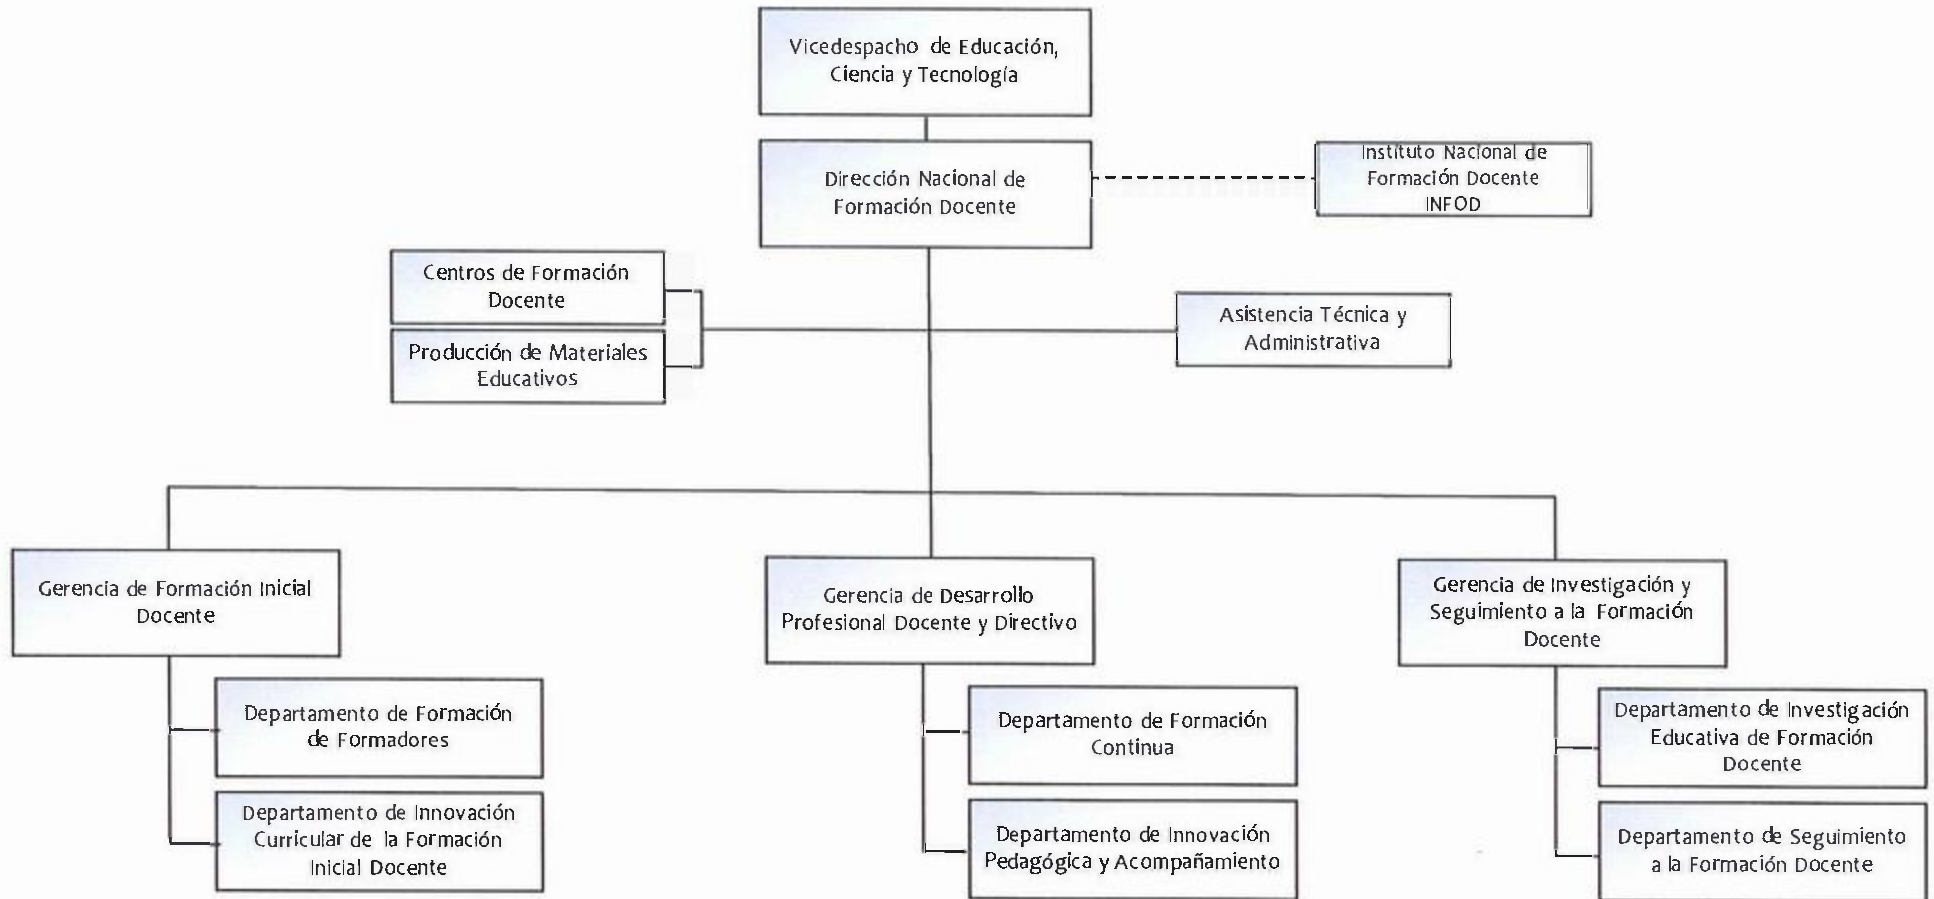 Vicedespacho de Educación,
Ciencia y Tecnología
Dirección Nacional de
Formación Docente
Instituto Nacional de
Formación Docente
INFOD
Centros de Formación
Docente
Producción de Materiales
Educativos
Asistencia Técnica y
Administrativa
Gerencia de Formación Inicial
Docente
Departamento de Formación
de Formadores
Departamento de Innovación
Curricular de la Formación
Inicial Docente
Gerencia de Desarrollo
Profesional Docente y Directivo
Departamento de Formación
Continua
Departamento de Innovación
Pedagógica y Acompañamiento
Gerencia de Investigación y
Seguimiento a la Formación
Docente
Departamento de Investigación
Educativa de Formación
Docente
Departamento de Seguimiento
a la Formación Docente